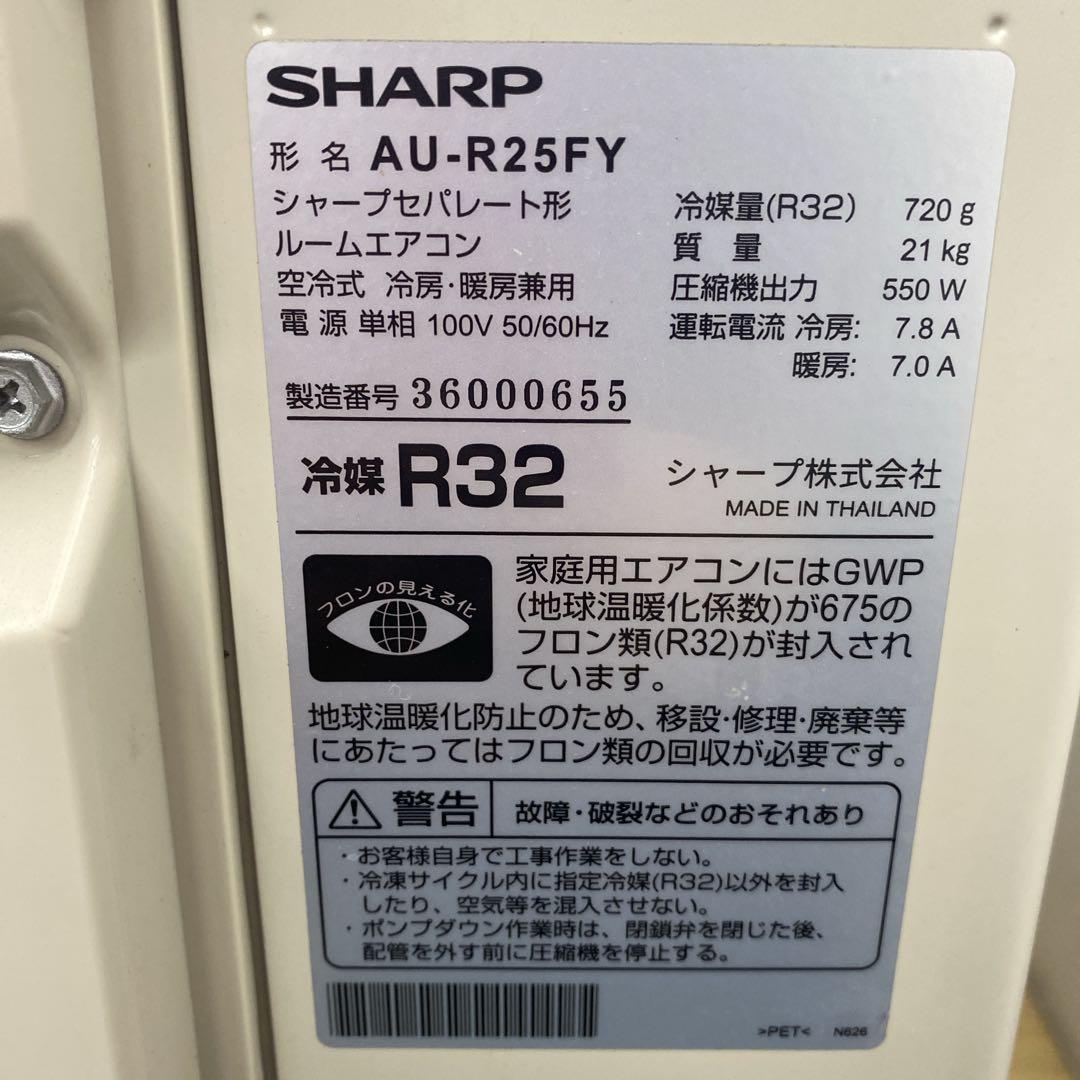 SHARP
形名 AU-R25FY
シャープセパレート形
ルームエアコン
空冷式 冷房・暖房兼用
電源 単相 100V 50/60Hz
製造番号 36000655
冷媒量(R32) 720 g
質量 21 kg
圧縮機出力 550 W
運転電流 冷房: 7.8 A
暖房: 7.0 A
冷媒 R32
シャープ株式会社
MADE IN THAILAND
フロンの見える化
家庭用エアコンにはGWP
(地球温暖化係数)が675の
フロン類(R32)が封入され
ています。
地球温暖化防止のため、移設・修理・廃棄等
にあたってはフロン類の回収が必要です。
警告 故障・破裂などのおそれあり
・お客様自身で工事作業をしない。
・冷凍サイクル内に指定冷媒(R32)以外を封入
したり、空気等を混入させない。
・ポンプダウン作業時は、閉鎖弁を閉じた後、
配管を外す前に圧縮機を停止する。
>PET< N626